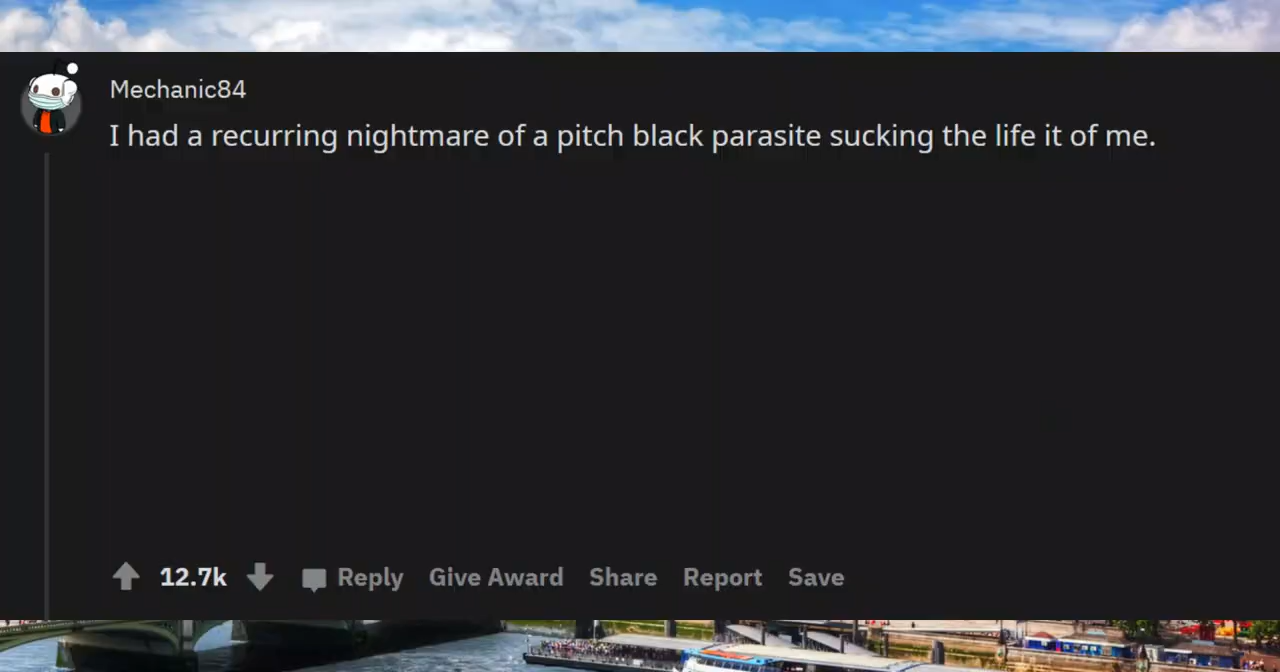 Mechanic84
I had a recurring nightmare of a pitch black parasite sucking the life it of me.
12.7k Reply Give Award Share Report Save